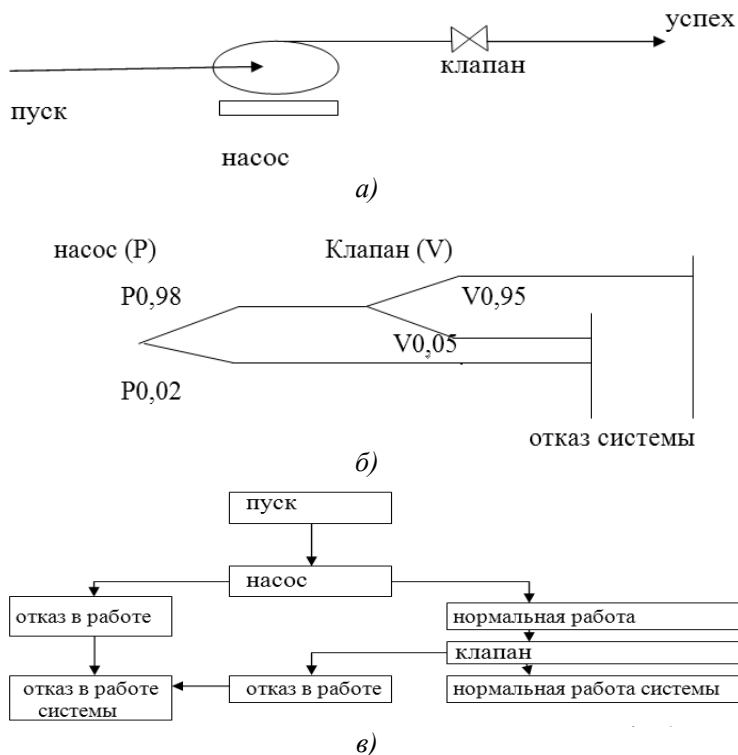 успех
клапан
пуск
насос
а)
насос (P) Клапан (V)
P0,98 V0,95
V0,05
P0,02
отказ системы
б)
пуск
насос
отказ в работе нормальная работа
клапан
отказ в работе системы отказ в работе нормальная работа системы
в)